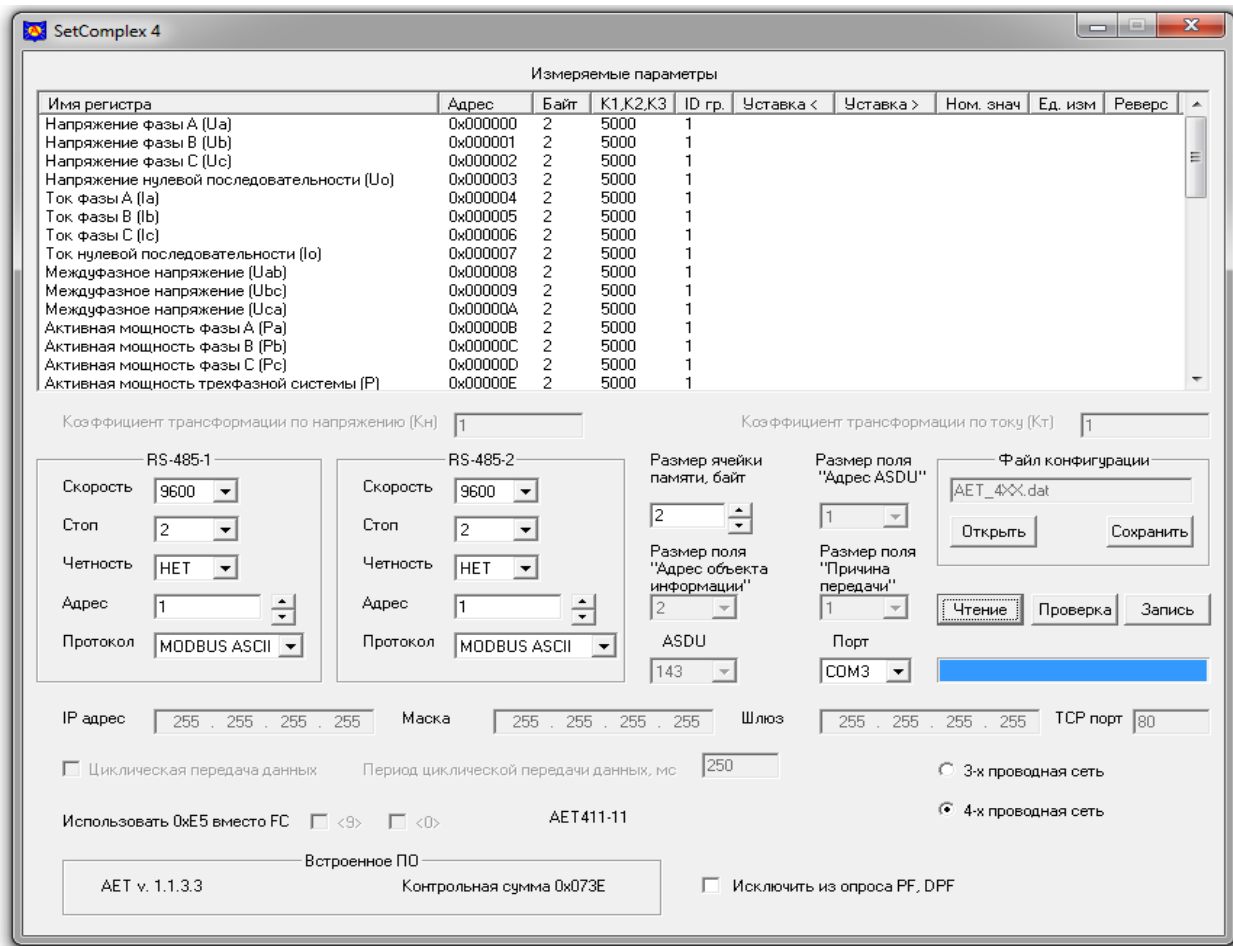 SetComplex 4
Измеряемые параметры
Имя регистра Адрес Байт K1,K2,K3 ID гр. Уставка < Уставка > Ном. знач Ед. изм Реверс
Напряжение фазы A (Ua) 0x000000 2 5000 1
Напряжение фазы B (Ub) 0x000001 2 5000 1
Напряжение фазы C (Uc) 0x000002 2 5000 1
Напряжение нулевой последовательности (Uo) 0x000003 2 5000 1
Ток фазы A (Ia) 0x000004 2 5000 1
Ток фазы B (Ib) 0x000005 2 5000 1
Ток фазы C (Ic) 0x000006 2 5000 1
Ток нулевой последовательности (Io) 0x000007 2 5000 1
Междуфазное напряжение (Uab) 0x000008 2 5000 1
Междуфазное напряжение (Ubc) 0x000009 2 5000 1
Междуфазное напряжение (Uca) 0x00000A 2 5000 1
Активная мощность фазы A (Pa) 0x00000B 2 5000 1
Активная мощность фазы B (Pb) 0x00000C 2 5000 1
Активная мощность фазы C (Pc) 0x00000D 2 5000 1
Активная мощность трехфазной системы (P) 0x00000E 2 5000 1
Коэффициент трансформации по напряжению (Кн) 1 Коэффициент трансформации по току (Кт) 1
RS-485-1
Скорость 9600
Стоп 2
Четность НЕТ
Адрес 1
Протокол MODBUS ASCII
RS-485-2
Скорость 9600
Стоп 2
Четность НЕТ
Адрес 1
Протокол MODBUS ASCII
Размер ячейки
памяти, байт
2
Размер поля
"Адрес объекта
информации"
2
ASDU
143
Размер поля
"Адрес ASDU"
1
Размер поля
"Причина
передачи"
1
Порт
COM3
Файл конфигурации
AET_4XX.dat
Открыть Сохранить
Чтение Проверка Запись
IP адрес 255 . 255 . 255 . 255 Маска 255 . 255 . 255 . 255 Шлюз 255 . 255 . 255 . 255 TCP порт 80
Циклическая передача данных Период циклической передачи данных, мс 250
3-х проводная сеть
4-х проводная сеть
Использовать 0xE5 вместо FC <9> <0> AET411-11
Встроенное ПО
AET v. 1.1.3.3 Контрольная сумма 0x073E
Исключить из опроса PF, DPF